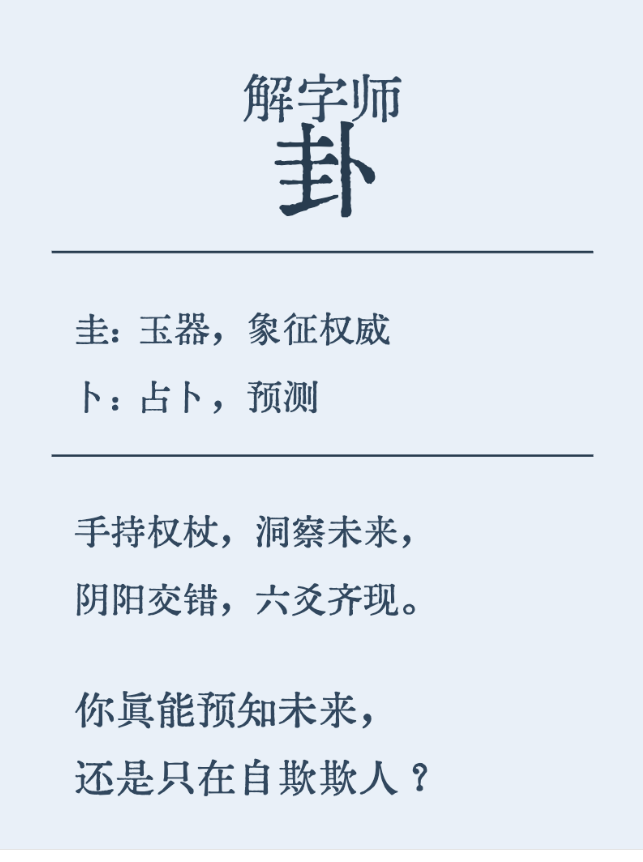 解字师
卦
圭：玉器，象征权威
卜：占卜，预测
手持权杖，洞察未来，
阴阳交错，六爻齐现。
你真能预知未来，
还是只在自欺欺人？